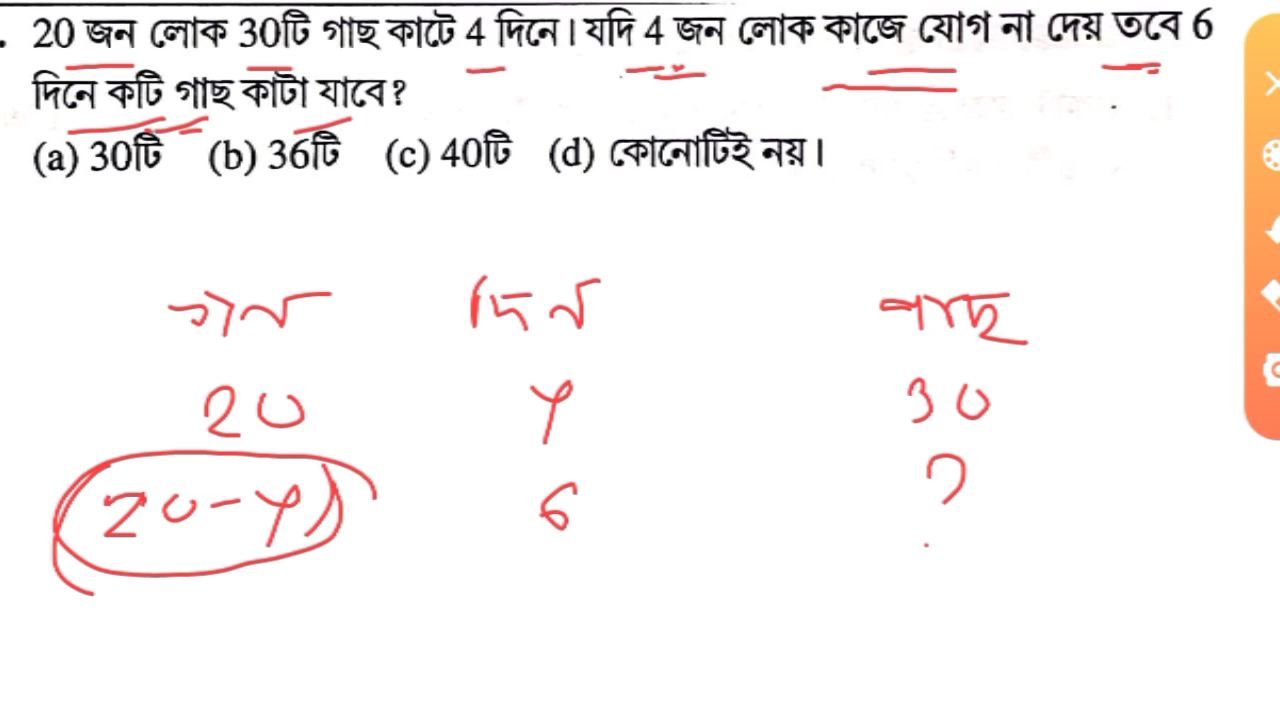 . 20 জন লোক 30টি গাছ কাটে 4 দিনে। যদি 4 জন লোক কাজে যোগ না দেয় তবে 6
দিনে কটি গাছ কাটা যাবে?
(a) 30টি (b) 36টি (c) 40টি (d) কোনোটিই নয়।
জন দিন গাছ
20 4 30
(20-4) 6 ?